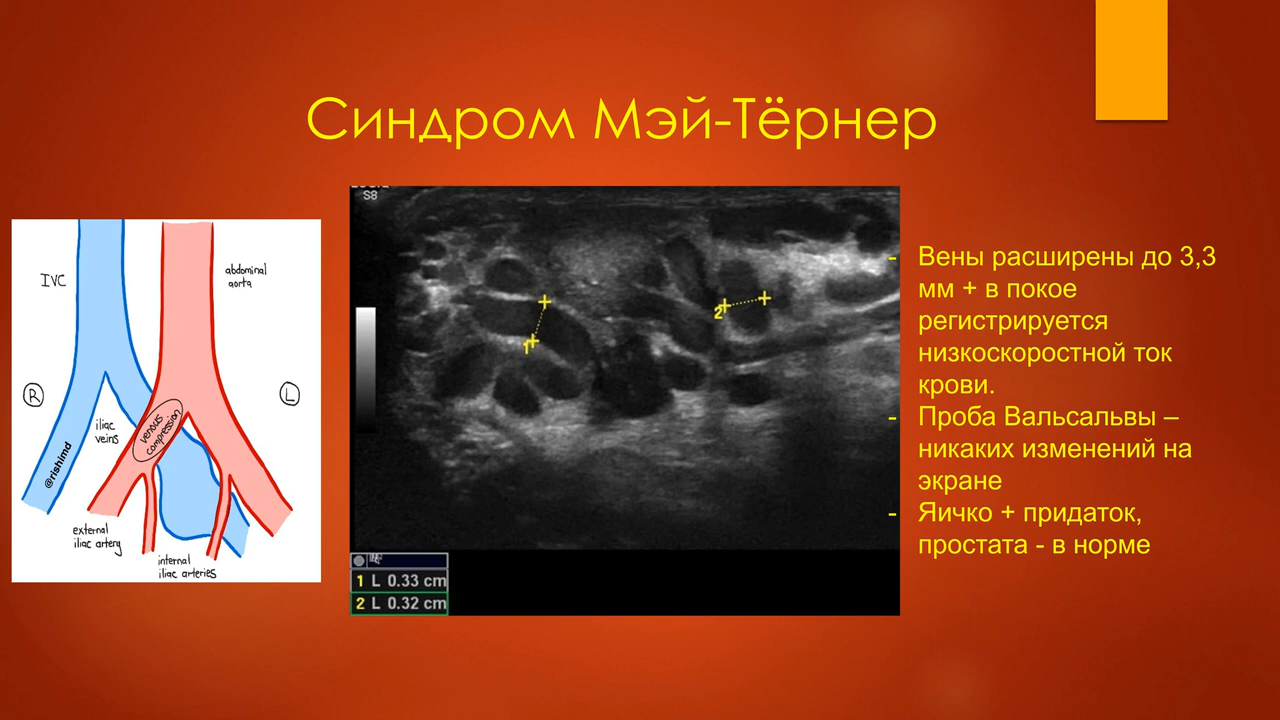 Синдром Мэй-Тёрнер
IVC
abdominal
aorta
R
L
iliac
veins
venous
compression
@rishimd
external
iliac artery
internal
iliac arteries
S8
1
2
1 L 0.33 cm
2 L 0.32 cm
- Вены расширены до 3,3
мм + в покое
регистрируется
низкоскоростной ток
крови.
- Проба Вальсальвы –
никаких изменений на
экране
- Яичко + придаток,
простата - в норме